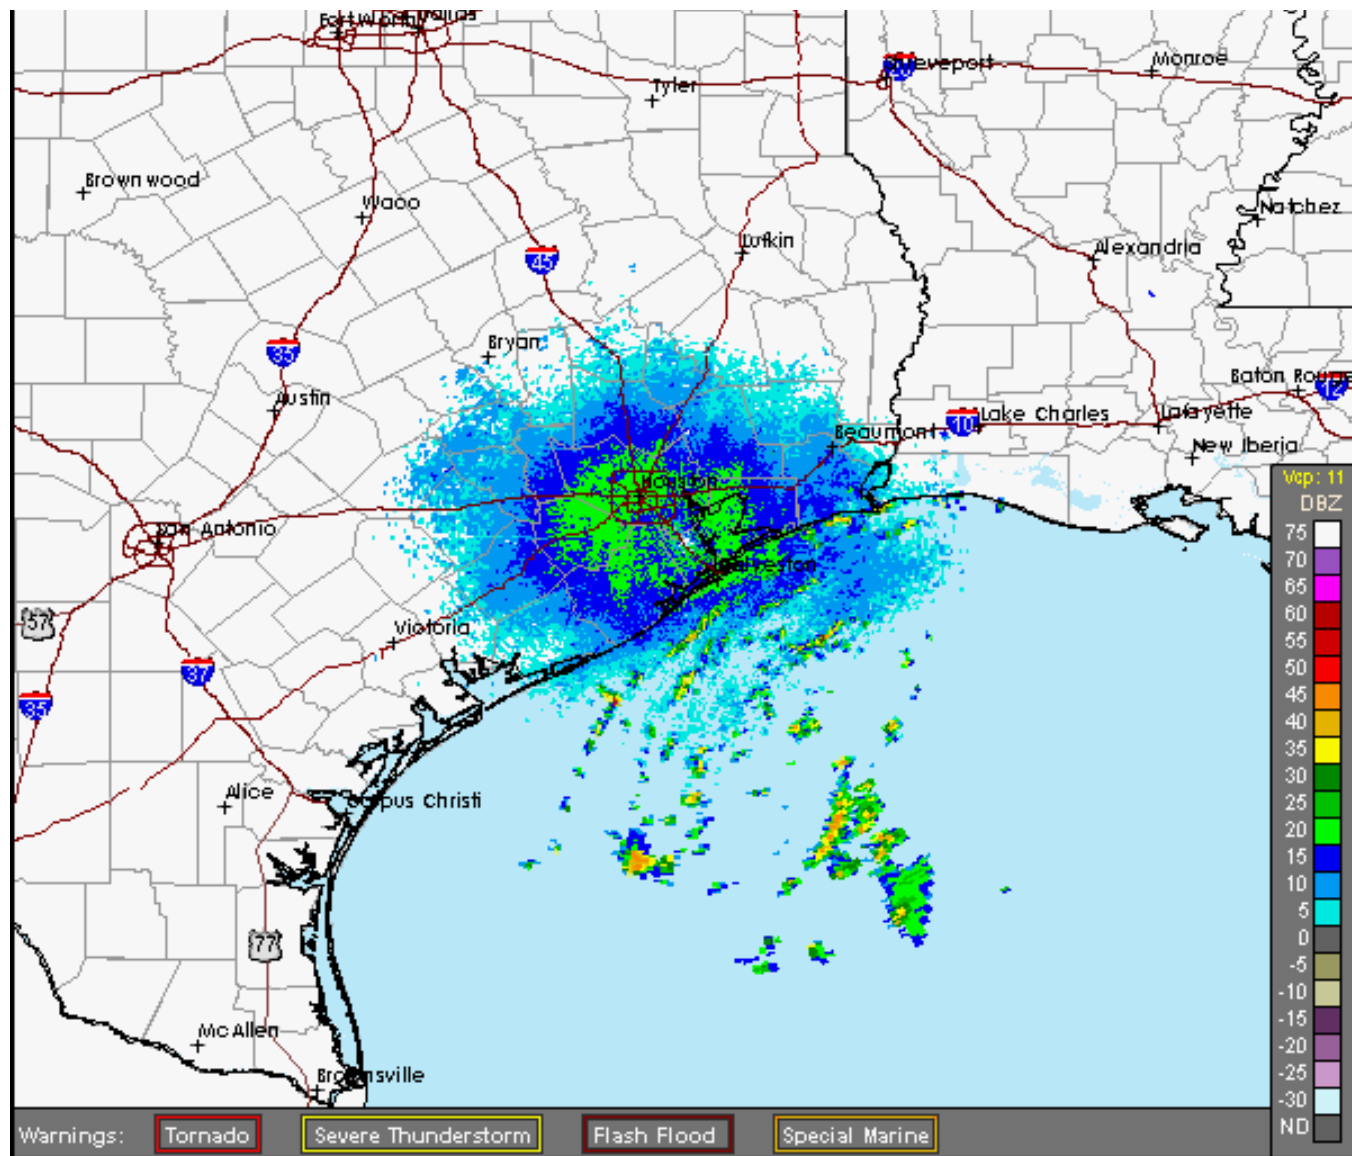 Fort Worth
Dallas
20
Shreveport
Monroe
Tyler
Brownwood
Waco
Natchez
Lufkin
Alexandria
45
Bryan
35
Baton Rouge
12
Austin
Lake Charles
Lafayette
10
Beaumont
New Iberia
Houston
Vcp: 11
DBZ
San Antonio
75
70
Galveston
65
57
Victoria
60
55
37
50
35
45
40
35
Alice
Corpus Christi
30
25
20
15
10
5
77
0
-5
-10
-15
McAllen
-20
Brownsville
-25
-30
ND
Warnings:
Tornado
Severe Thunderstorm
Flash Flood
Special Marine